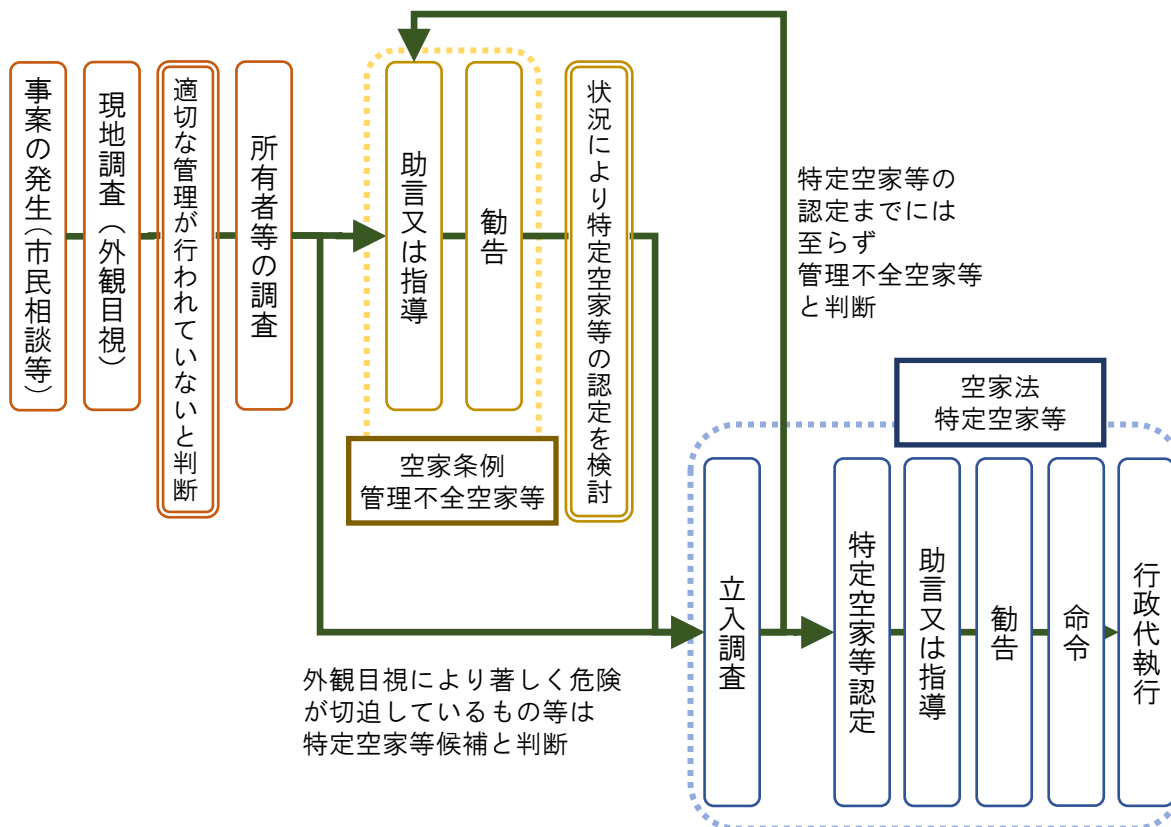 事案の発生（市民相談等）
現地調査（外観目視）
適切な管理が行われていないと判断
所有者等の調査
助言又は指導
勧告
空家条例
管理不全空家等
状況により特定空家等の認定を検討
特定空家等の
認定までには
至らず
管理不全空家等
と判断
外観目視により著しく危険
が切迫しているもの等は
特定空家等候補と判断
空家法
特定空家等
立入調査
特定空家等認定
助言又は指導
勧告
命令
行政代執行